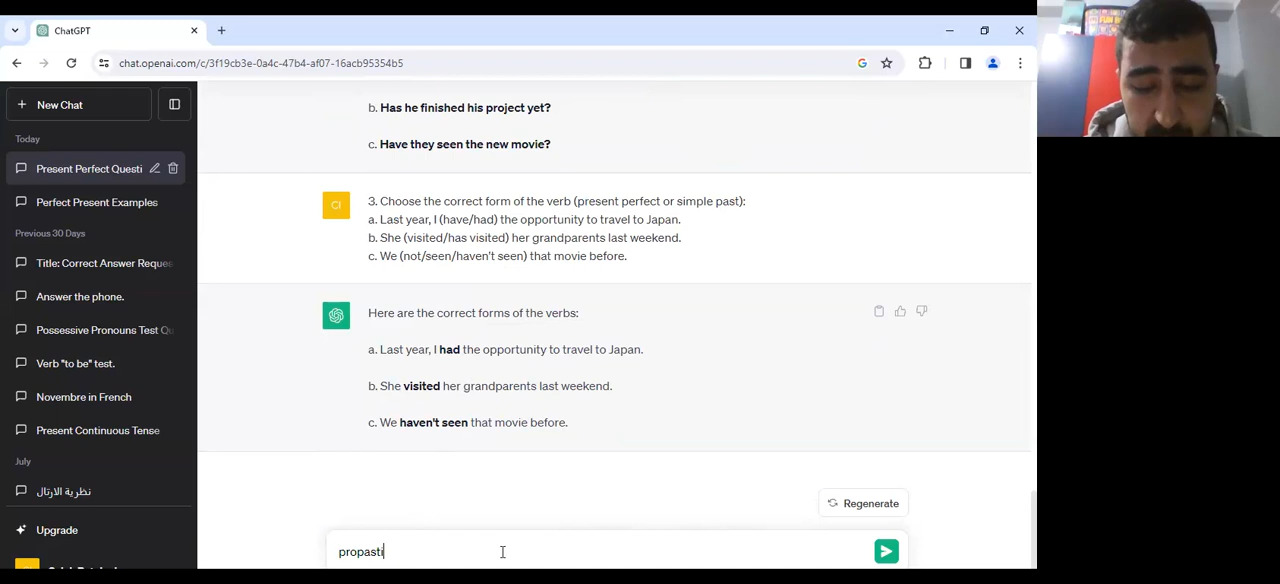 ChatGPT
chat.openai.com/c/3f19cb3e-0a4c-47b4-af07-16acb95354b5
New Chat
Today
Present Perfect Questi
Perfect Present Examples
Previous 30 Days
Title: Correct Answer Reques
Answer the phone.
Possessive Pronouns Test Qu
Verb "to be" test.
Novembre in French
Present Continuous Tense
July
نظرية الارتال
Upgrade
b. Has he finished his project yet?
c. Have they seen the new movie?
CI
3. Choose the correct form of the verb (present perfect or simple past):
a. Last year, I (have/had) the opportunity to travel to Japan.
b. She (visited/has visited) her grandparents last weekend.
c. We (not/seen/haven't seen) that movie before.
Here are the correct forms of the verbs:
a. Last year, I had the opportunity to travel to Japan.
b. She visited her grandparents last weekend.
c. We haven't seen that movie before.
Regenerate
propasti